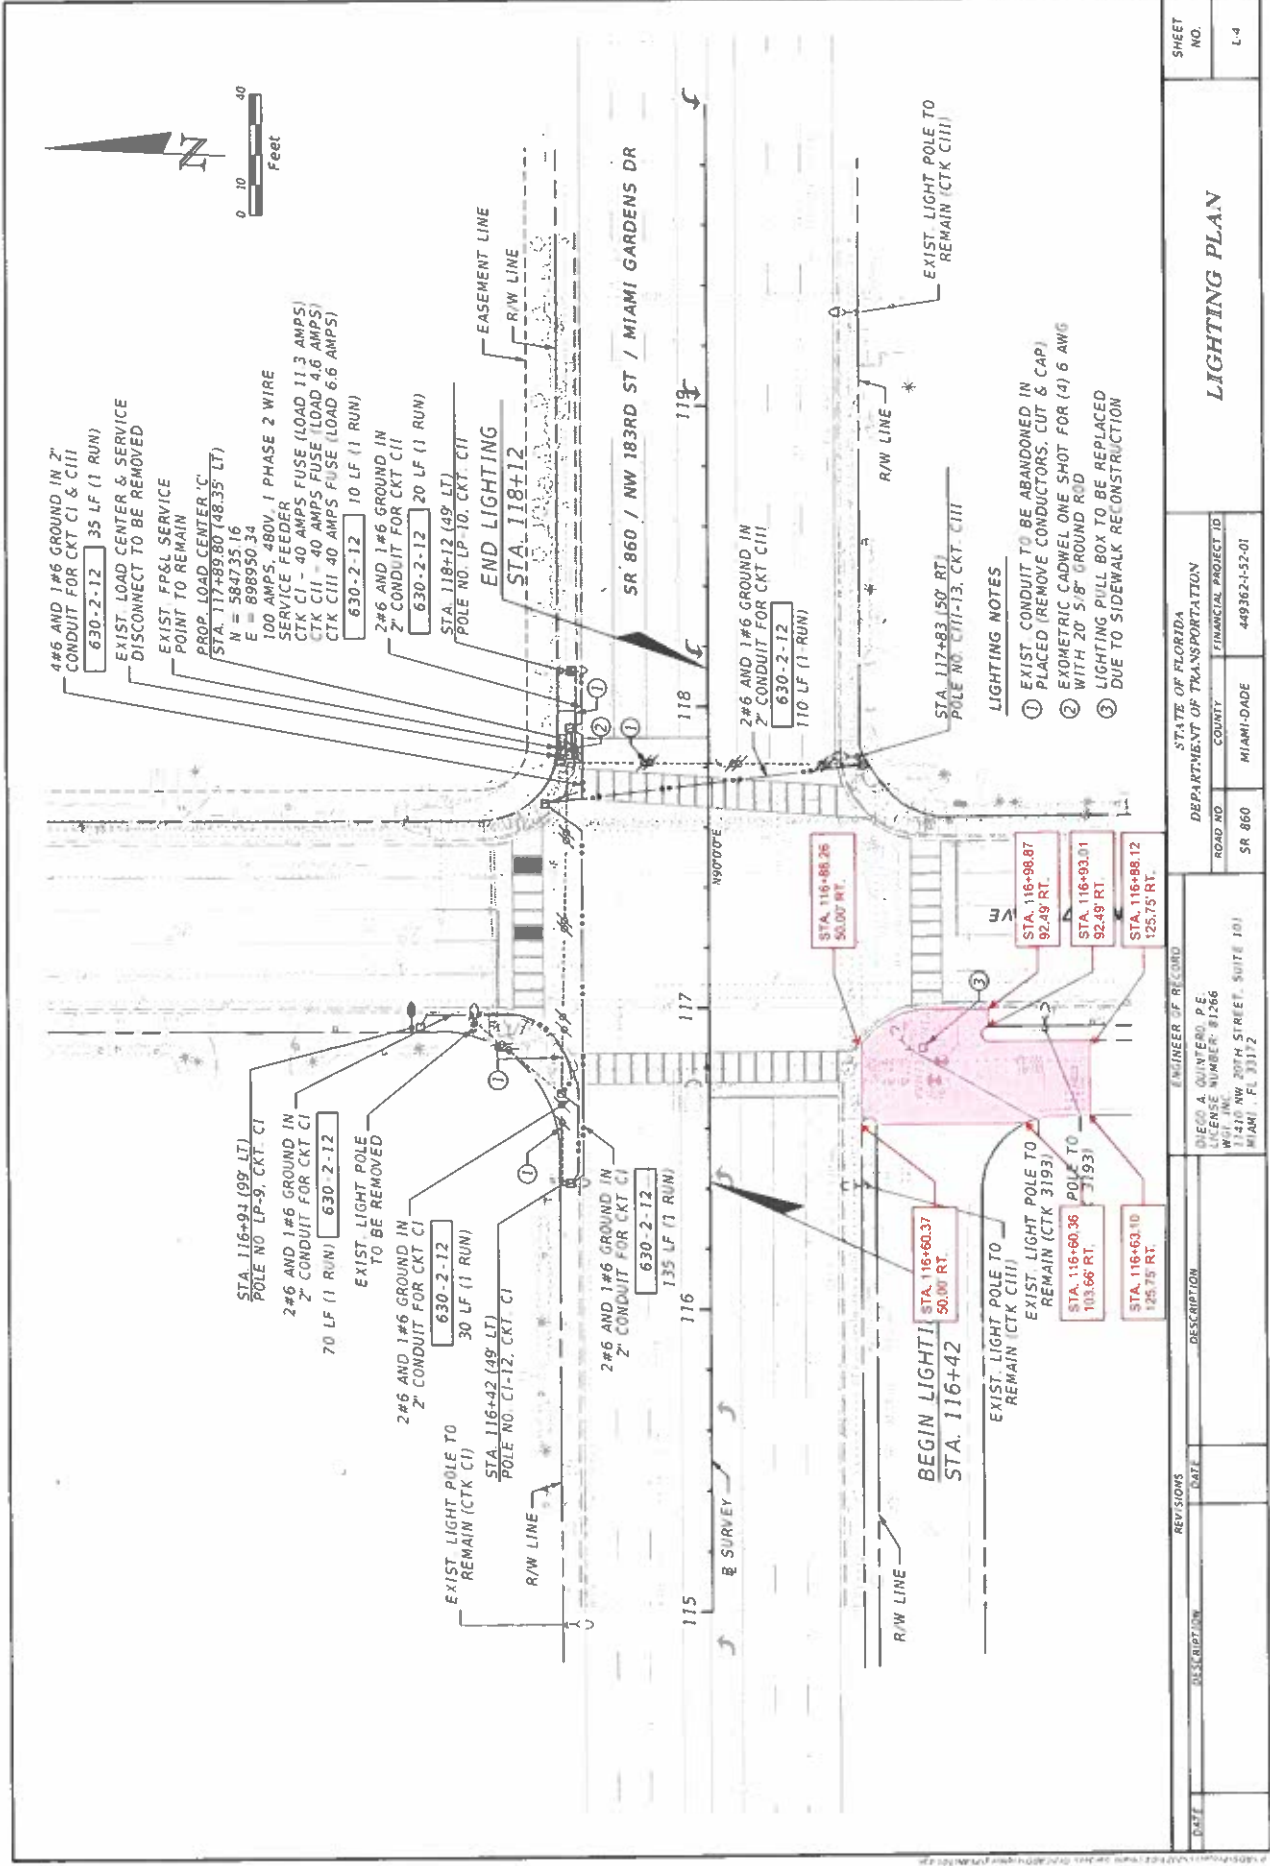 4#6 AND 1#6 GROUND IN 2"
CONDUIT FOR CKT CI & CIII
630-2-12 35 LF (1 RUN)
EXIST. LOAD CENTER & SERVICE
DISCONNECT TO BE REMOVED
EXIST FP&L SERVICE
POINT TO REMAIN
PROP. LOAD CENTER 'C'
STA. 117+89.80 (48.35' LT)
N = 584735.16
E = 898950.34
100 AMPS, 480V, 1 PHASE 2 WIRE
SERVICE FEEDER
CTK CI - 40 AMPS FUSE (LOAD 11.3 AMPS)
CTK CII - 40 AMPS FUSE (LOAD 4.6 AMPS)
CTK CIII 40 AMPS FUSE (LOAD 6.6 AMPS)
630-2-12 10 LF (1 RUN)
2#6 AND 1#6 GROUND IN
2" CONDUIT FOR CKT CII
630-2-12 20 LF (1 RUN)
STA. 118+12 (49' LT)
POLE NO. LP-10, CKT. CII
END LIGHTING
STA. 118+12
EASEMENT LINE
R/W LINE
0 10 40
Feet
N
STA. 116+94 (99' LT)
POLE NO LP-9, CKT. CI
2#6 AND 1#6 GROUND IN
2" CONDUIT FOR CKT CI
70 LF (1 RUN) 630-2-12
EXIST. LIGHT POLE
TO BE REMOVED
2#6 AND 1#6 GROUND IN
2" CONDUIT FOR CKT CI
630-2-12
30 LF (1 RUN)
EXIST. LIGHT POLE TO
REMAIN (CTK CI)
STA. 116+42 (49' LT)
POLE NO. CI-12, CKT. CI
R/W LINE
1
1
1
2
1
2#6 AND 1#6 GROUND IN
2" CONDUIT FOR CKT CI
630-2-12
135 LF (1 RUN)
SR 860 / NW 183RD ST / MIAMI GARDENS DR
115
116
117
118
119
N90°00'0"E
B SURVEY
2#6 AND 1#6 GROUND IN
2" CONDUIT FOR CKT CIII
630-2-12
110 LF (1 RUN)
STA. 117+83 (50' RT)
POLE NO. CIII-13, CKT. CIII
EXIST. LIGHT POLE TO
REMAIN (CTK CIII)
R/W LINE
R/W LINE
BEGIN LIGHTI
STA. 116+42
EXIST. LIGHT POLE TO
REMAIN (CTK CIII)
EXIST. LIGHT POLE TO
REMAIN (CTK 3193)
POLE TO
3193)
STA. 116+88.26
50.00' RT.
STA. 116+60.37
50.00' RT.
STA. 116+98.87
92.49' RT.
STA. 116+93.01
92.49' RT.
STA. 116+88.12
125.75' RT.
STA. 116+60.36
103.66' RT.
STA. 116+63.10
125.75' RT.
3
VE
LIGHTING NOTES
1 EXIST CONDUIT TO BE ABANDONED IN
PLACED (REMOVE CONDUCTORS, CUT & CAP)
2 EXOMETRIC CADWEL ONE SHOT FOR (4) 6 AWG
WITH 20' 5/8" GROUND ROD
3 LIGHTING PULL BOX TO BE REPLACED
DUE TO SIDEWALK RECONSTRUCTION
REVISIONS
DATE DESCRIPTION DATE DESCRIPTION
ENGINEER OF RECORD
DIEGO A. QUINTERO, P.E.
LICENSE NUMBER: 81266
WGI, INC.
11410 NW 20TH STREET, SUITE 101
MIAMI, FL 33172
STATE OF FLORIDA
DEPARTMENT OF TRANSPORTATION
ROAD NO COUNTY FINANCIAL PROJECT ID
SR 860 MIAMI-DADE 449362-1-52-01
LIGHTING PLAN
SHEET
NO.
L-4